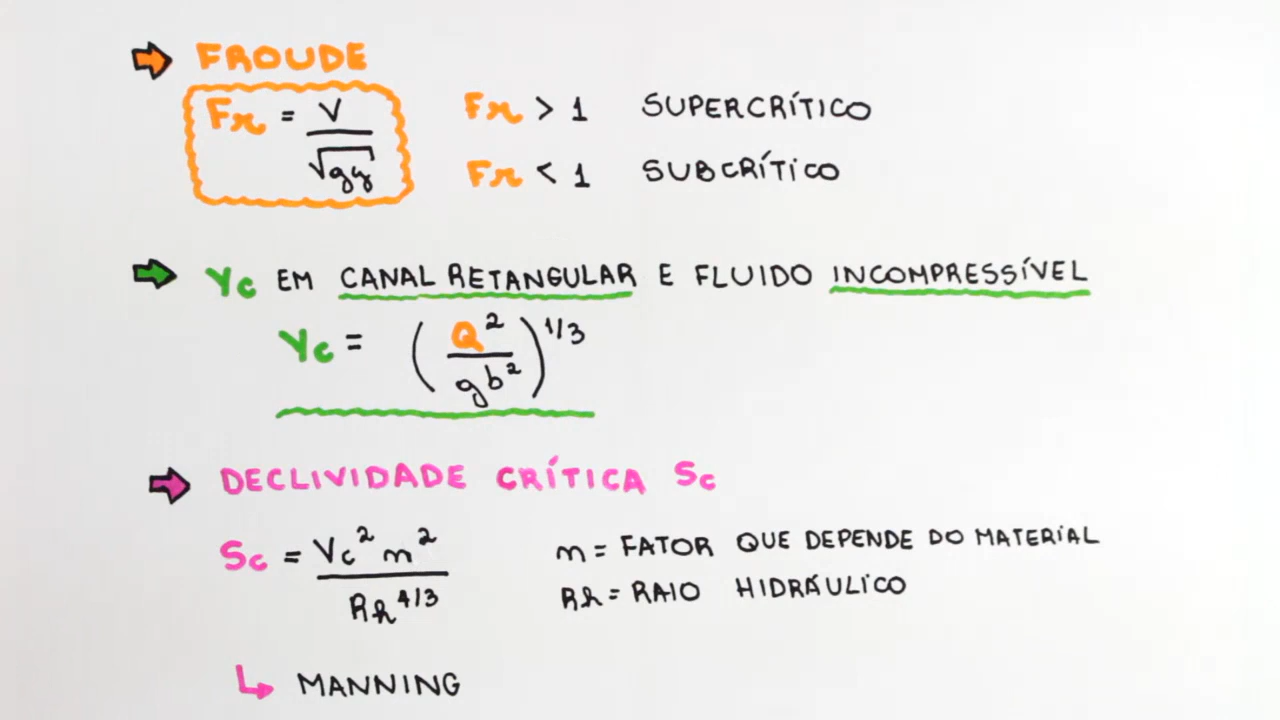 ➡ FROUDE
Fr = V / √gy
Fr > 1 SUPERCRÍTICO
Fr < 1 SUBCRÍTICO
➡ Yc EM CANAL RETANGULAR E FLUIDO INCOMPRESSÍVEL
Yc = (Q² / gb²)^1/3
➡ DECLIVIDADE CRÍTICA Sc
Sc = Vc² m² / Rh^4/3
m = FATOR QUE DEPENDE DO MATERIAL
Rh = RAIO HIDRÁULICO
↳ MANNING